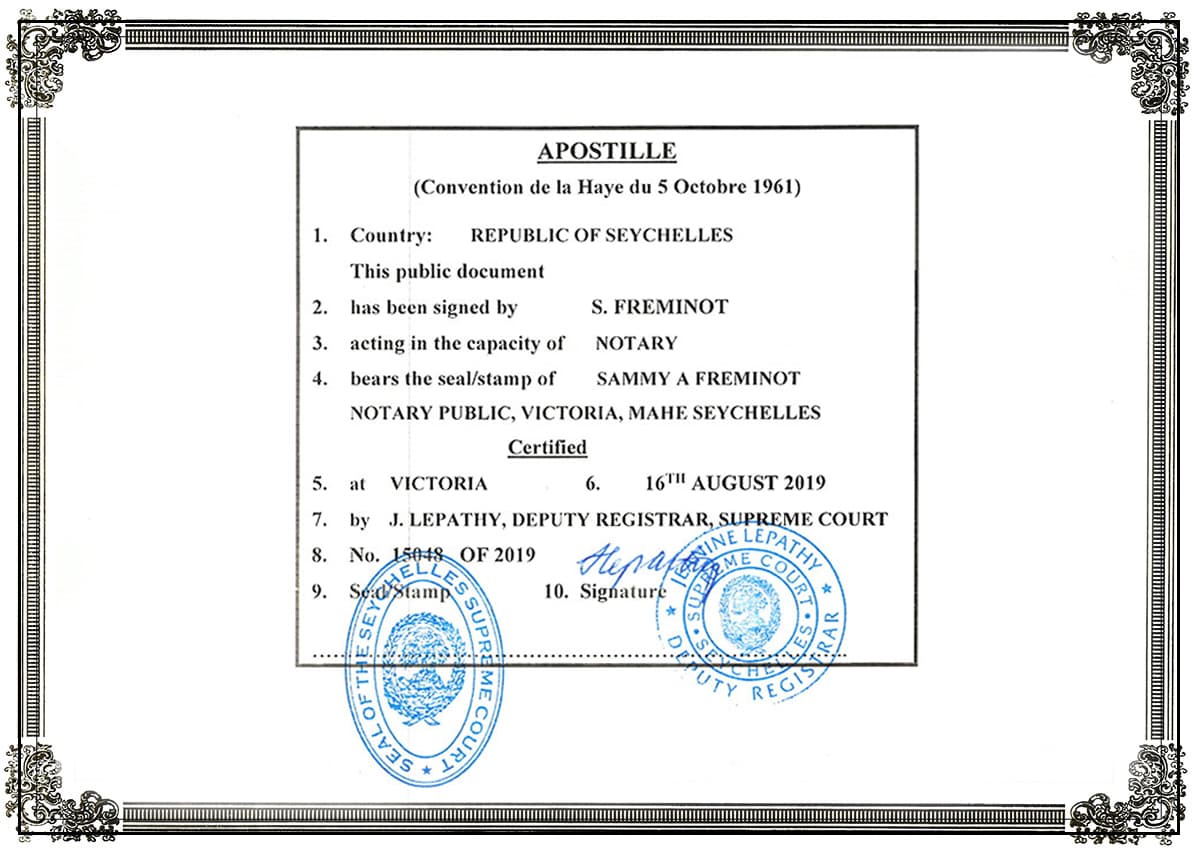 APOSTILLE
(Convention de la Haye du 5 Octobre 1961)
1. Country: REPUBLIC OF SEYCHELLES
This public document
2. has been signed by S. FREMINOT
3. acting in the capacity of NOTARY
4. bears the seal/stamp of SAMMY A FREMINOT
NOTARY PUBLIC, VICTORIA, MAHE SEYCHELLES
Certified
5. at VICTORIA 6. 16TH AUGUST 2019
7. by J. LEPATHY, DEPUTY REGISTRAR, SUPREME COURT
8. No. 15048 OF 2019
9. Seal/Stamp 10. Signature
Lepathy
SEAL OF THE SEYCHELLES SUPREME COURT
JEANINE LEPATHY
DEPUTY REGISTRAR
SUPREME COURT
SEYCHELLES